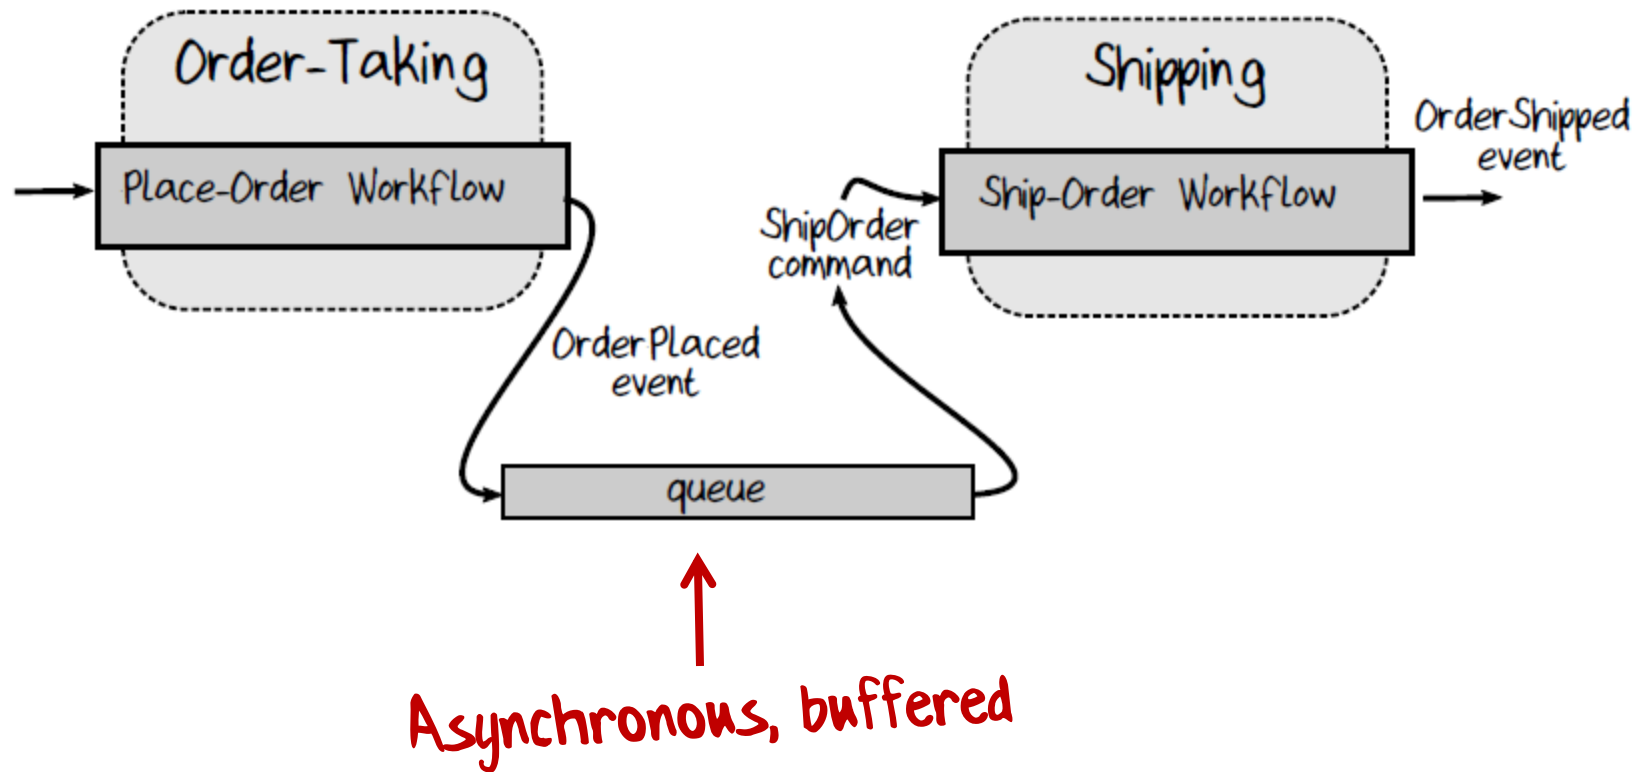 Order-Taking
Place-Order Workflow
OrderPlaced
event
queue
ShipOrder
command
Shipping
Ship-Order Workflow
OrderShipped
event
Asynchronous, buffered